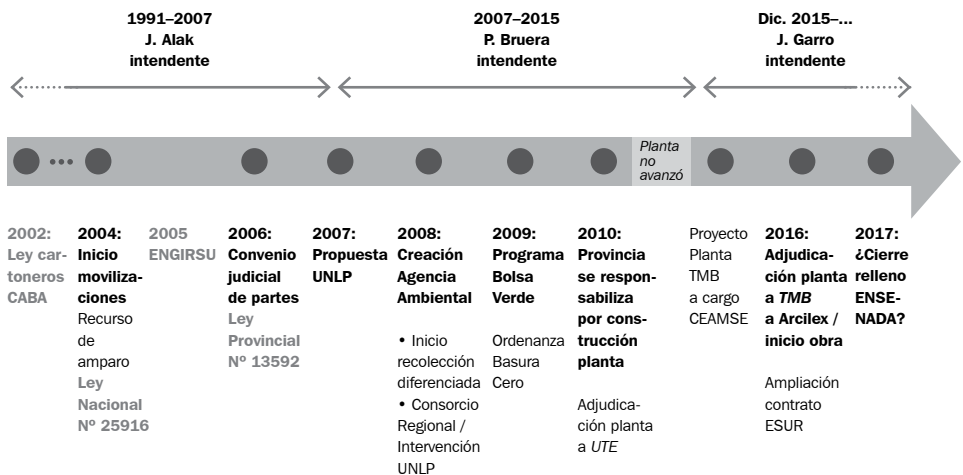 1991–2007
J. Alak
intendente
2007–2015
P. Bruera
intendente
Dic. 2015–...
J. Garro
intendente
Planta
no
avanzó
2002:
Ley car-
toneros
CABA
2004:
Inicio
moviliza-
ciones
Recurso
de
amparo
Ley
Nacional
Nº 25916
2005
ENGIRSU
2006:
Convenio
judicial
de partes
Ley
Provincial
Nº 13592
2007:
Propuesta
UNLP
2008:
Creación
Agencia
Ambiental
• Inicio
recolección
diferenciada
• Consorcio
Regional /
Intervención
UNLP
2009:
Programa
Bolsa
Verde
Ordenanza
Basura
Cero
2010:
Provincia
se respon-
sabiliza
por cons-
trucción
planta
Adjudica-
ción planta
a UTE
Proyecto
Planta
TMB
a cargo
CEAMSE
2016:
Adjudica-
ción planta
a TMB
a Arcilex /
inicio obra
Ampliación
contrato
ESUR
2017:
¿Cierre
relleno
ENSE-
NADA?